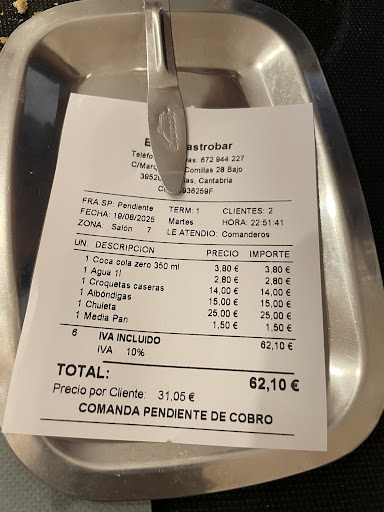 astrobar
as: 672 944 227
Comillas 28 Bajo
as, Cantabria
936259F
FRA.SP: Pendiente TERM: 1 CLIENTES: 2
FECHA: 19/08/2025 Martes HORA: 22:51:41
ZONA: Salón 7 LE ATENDIO: Comanderos
UN. DESCRIPCION PRECIO IMPORTE
1 Coca cola zero 350 ml 3,80 € 3,80 €
1 Agua 1l 2,80 € 2,80 €
1 Croquetas caseras 14,00 € 14,00 €
1 Albóndigas 15,00 € 15,00 €
1 Chuleta 25,00 € 25,00 €
1 Media Pan 1,50 € 1,50 €
6 IVA INCLUIDO 62,10 €
IVA 10%
TOTAL: 62,10 €
Precio por Cliente: 31,05 €
COMANDA PENDIENTE DE COBRO